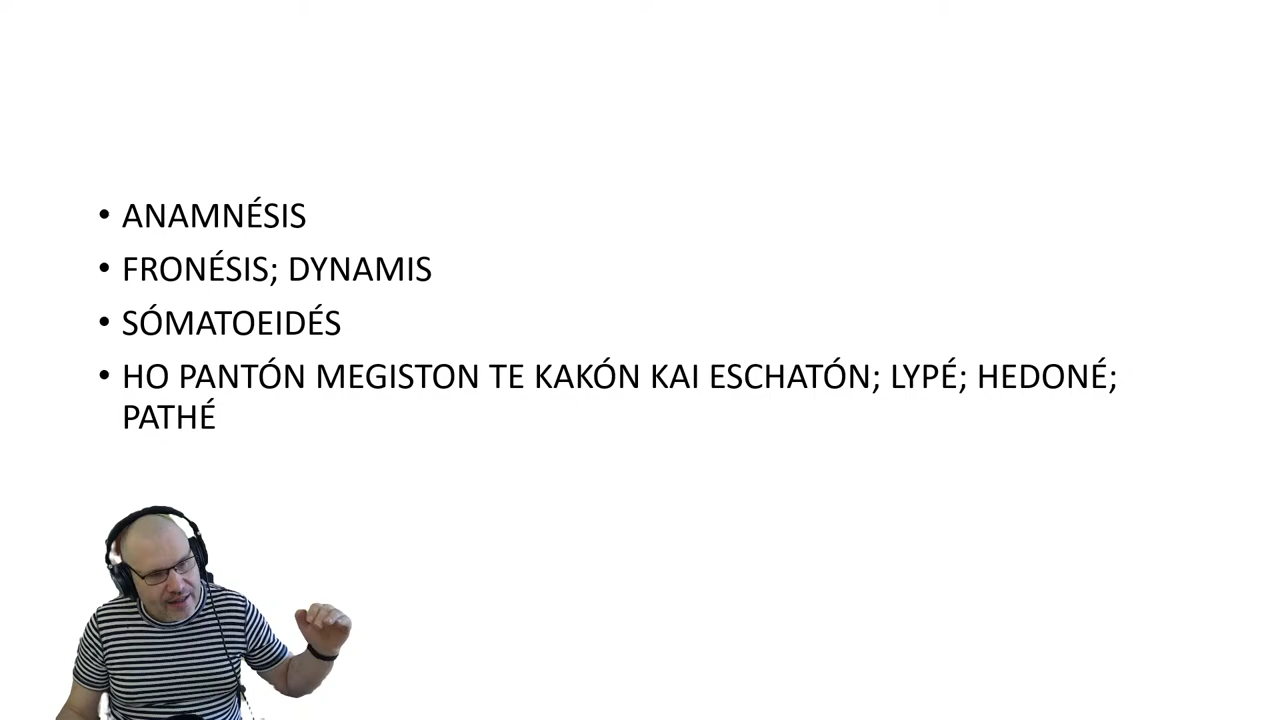 • ANAMNÉSIS
• FRONÉSIS; DYNAMIS
• SÓMATOEIDÉS
• HO PANTÓN MEGISTON TE KAKÓN KAI ESCHATÓN; LYPÉ; HEDONÉ;
PATHÉ